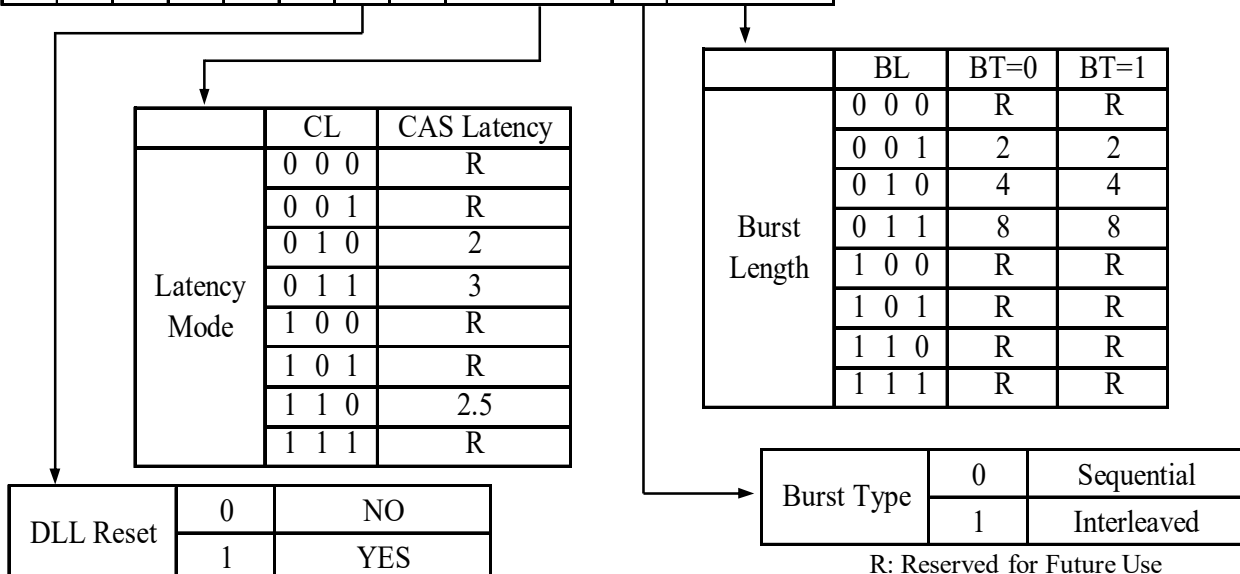 CL CAS Latency
Latency Mode
0 0 0 R
0 0 1 R
0 1 0 2
0 1 1 3
1 0 0 R
1 0 1 R
1 1 0 2.5
1 1 1 R
BL BT=0 BT=1
Burst Length
0 0 0 R R
0 0 1 2 2
0 1 0 4 4
0 1 1 8 8
1 0 0 R R
1 0 1 R R
1 1 0 R R
1 1 1 R R
DLL Reset
0 NO
1 YES
Burst Type
0 Sequential
1 Interleaved
R: Reserved for Future Use